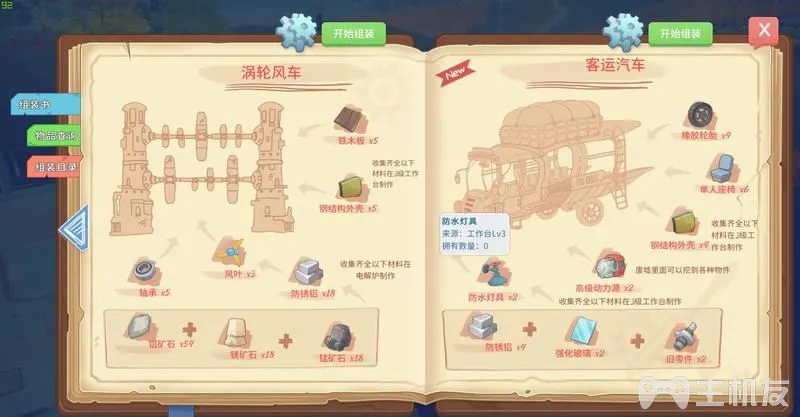 92
开始组装
开始组装
X
涡轮风车
New
客运汽车
组装书
物品查询
组装目录
铁木板 x5
收集齐全以下
材料在3级工作
台制作
钢结构外壳 x5
轴承 x5
风叶 x3
防锈铝 x18
收集齐全以下材料在
电解炉制作
铝矿石 x54
+
镁矿石 x18
+
锰矿石 x18
橡胶轮胎 x4
单人座椅 x6
钢结构外壳 x4
收集齐全以下
材料在3级工
作台制作
防水灯具
来源：工作台Lv3
拥有数量：0
防水灯具 x2
高级动力源 x2
废墟里面可以挖到各种物件
收集齐全以下材料在3级工作台制作
防锈铝 x4
+
强化玻璃 x2
+
旧零件 x2
主机友